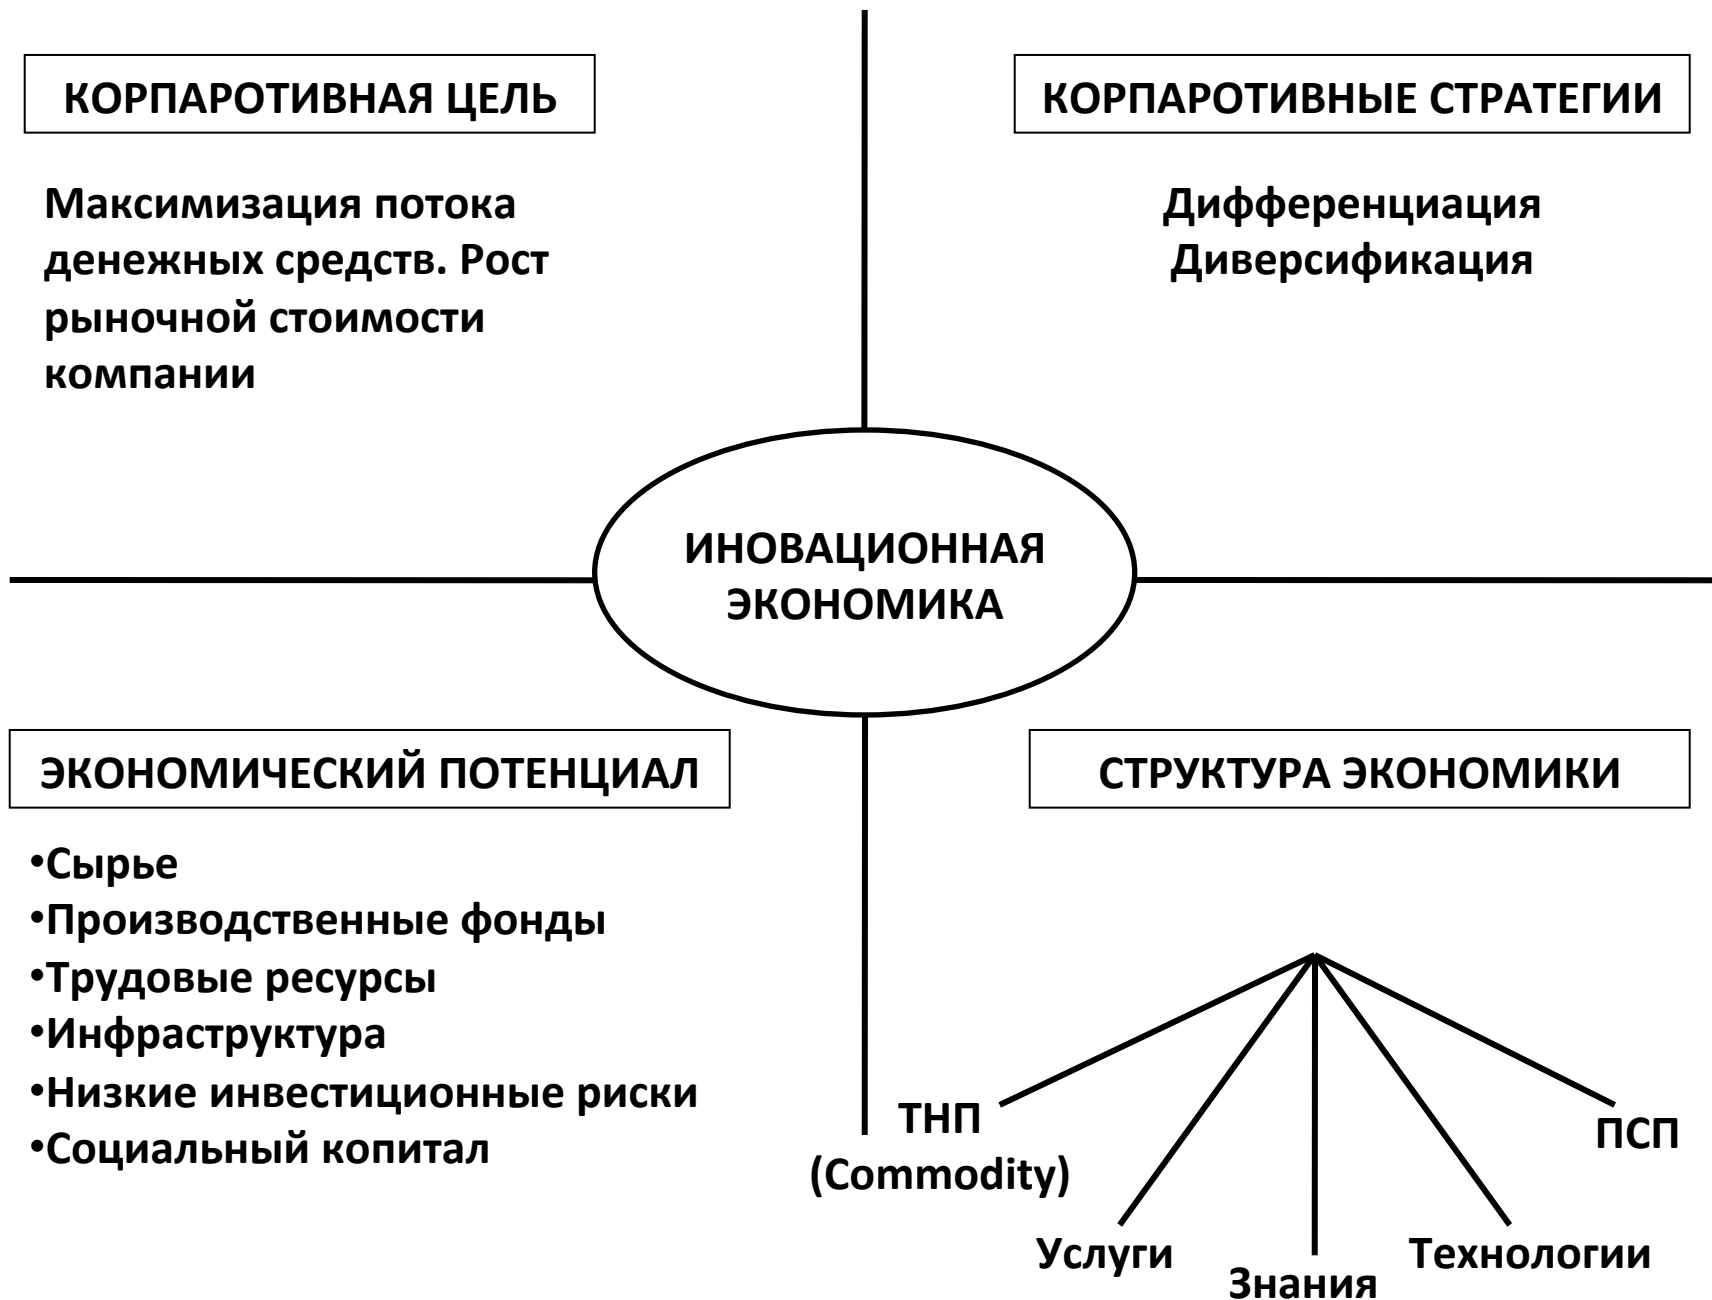 КОРПАРОТИВНАЯ ЦЕЛЬ
Максимизация потока
денежных средств. Рост
рыночной стоимости
компании
КОРПАРОТИВНЫЕ СТРАТЕГИИ
Дифференциация
Диверсификация
ИНОВАЦИОННАЯ
ЭКОНОМИКА
ЭКОНОМИЧЕСКИЙ ПОТЕНЦИАЛ
•Сырье
•Производственные фонды
•Трудовые ресурсы
•Инфраструктура
•Низкие инвестиционные риски
•Социальный копитал
СТРУКТУРА ЭКОНОМИКИ
ТНП
(Commodity)
Услуги
Знания
Технологии
ПСП